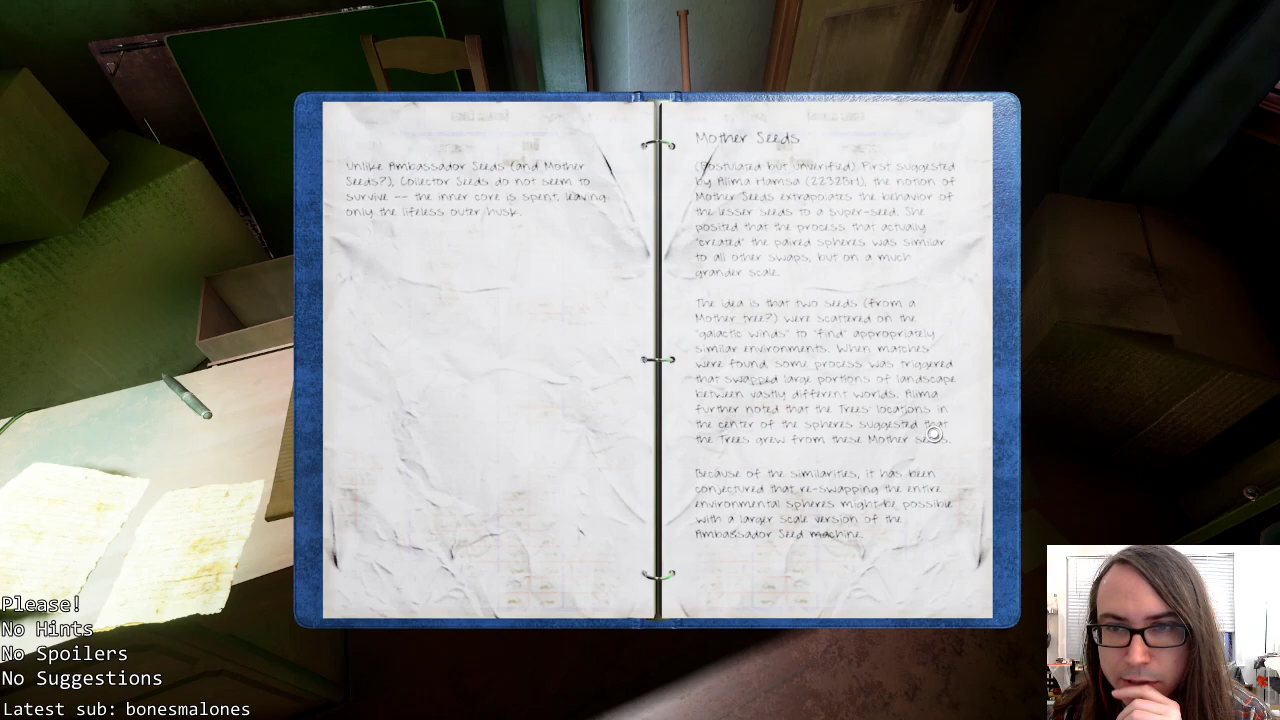 Unlike Ambassador Seeds (and Mother
Seeds?), Collector Seeds do not seem to
survive -- the inner core is spent, leaving
only the lifeless outer husk.
Mother Seeds
(Postulated but unverified) First suggested
by Alima Hamsa (22328H), the notion of
Mother Seeds extrapolates the behavior of
the lesser seeds to a super-seed. She
posited that the process that actually
"created" the paired spheres was similar
to all other swaps, but on a much
grander scale.
The idea is that two seeds (from a
Mother tree?) were scattered on the
"galactic winds" to "find" appropriately
similar environments. When matches
were found, some process was triggered
that swapped large portions of landscape
between vastly different worlds. Alima
further noted that the Trees' locations in
the center of the spheres suggested that
the Trees grew from these Mother seeds.
Because of the similarities, it has been
conjectured that re-swapping the entire
environmental spheres might be possible
with a larger scale version of the
Ambassador Seed machine.
Please!
No Hints
No Spoilers
No Suggestions
Latest sub: bonesmalones